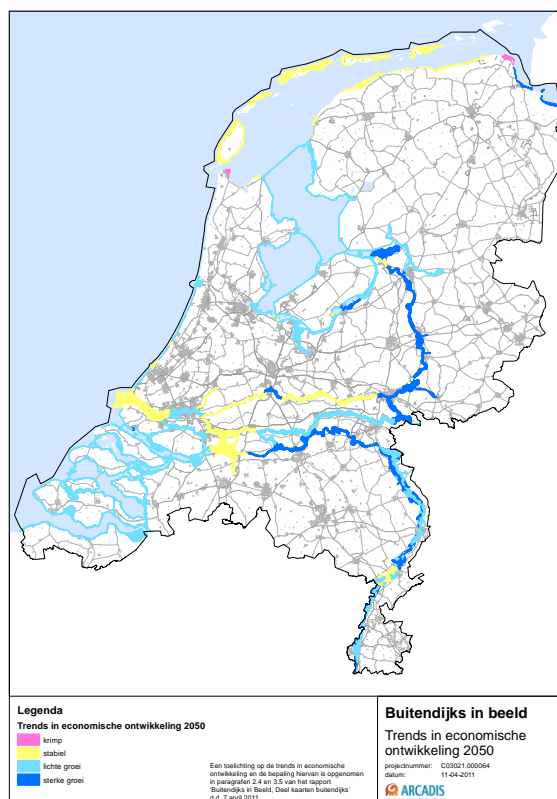 Legenda
Trends in economische ontwikkeling 2050
krimp
stabiel
lichte groei
sterke groei
Een toelichting op de trends in economische
ontwikkeling en de bepaling hiervan is opgenomen
in paragrafen 2.4 en 3.5 van het rapport
'Buitendijks in Beeld, Deel kaarten buitendijks'
d.d. 7 april 2011
Buitendijks in beeld
Trends in economische
ontwikkeling 2050
projectnummer: C03021.000064
datum: 11-04-2011
ARCADIS